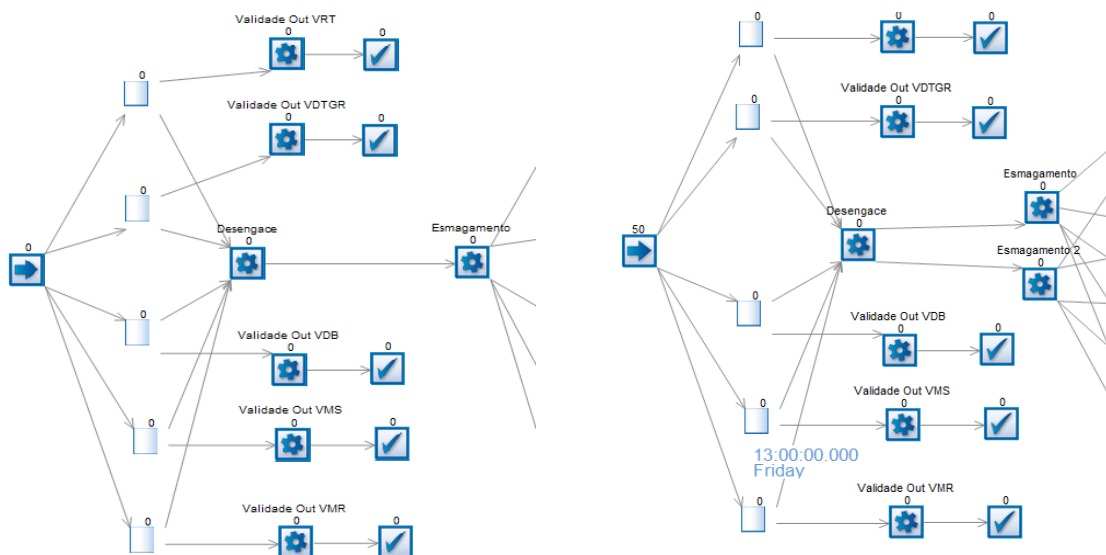 Validade Out VRT
0
0
0
Validade Out VDTGR
0
0
0
Desengace
0
Esmagamento
0
0
0
Validade Out VDB
0
0
0
Validade Out VMS
0
0
0
Validade Out VMR
0
0
0
0
0
0
Validade Out VDTGR
0
0
0
Esmagamento
0
Desengace
0
50
Esmagamento 2
0
0
Validade Out VDB
0
0
0
Validade Out VMS
0
0
13:00:00.000
Friday
0
Validade Out VMR
0
0